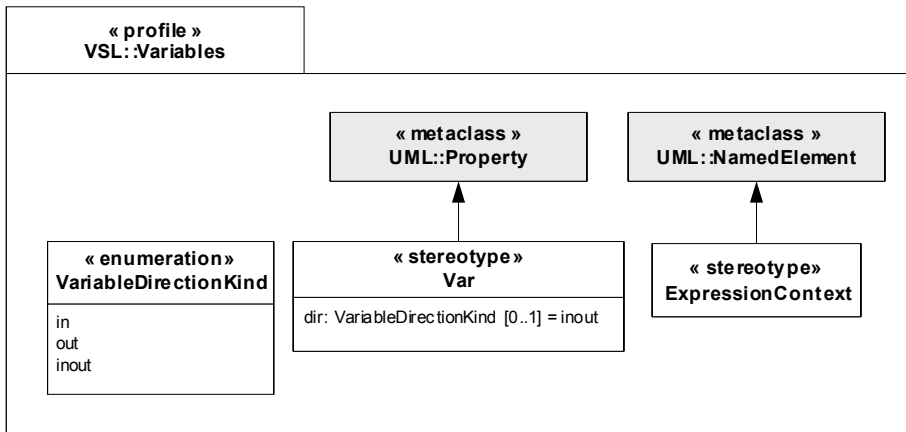 « profile »
VSL::Variables
« metaclass »
UML::Property
« metaclass »
UML::NamedElement
« enumeration»
VariableDirectionKind
in
out
inout
« stereotype»
Var
dir: VariableDirectionKind [0..1] = inout
« stereotype»
ExpressionContext